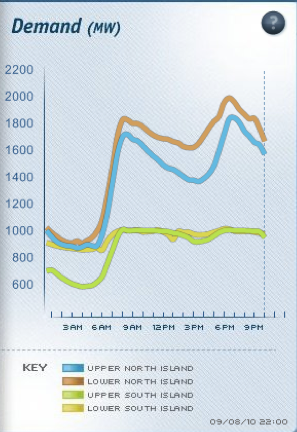 Demand (MW)
?
2200
2000
1800
1600
1400
1200
1000
800
600
3AM 6AM 9AM 12PM 3PM 6PM 9PM
KEY
UPPER NORTH ISLAND
LOWER NORTH ISLAND
UPPER SOUTH ISLAND
LOWER SOUTH ISLAND
09/08/10 22:00